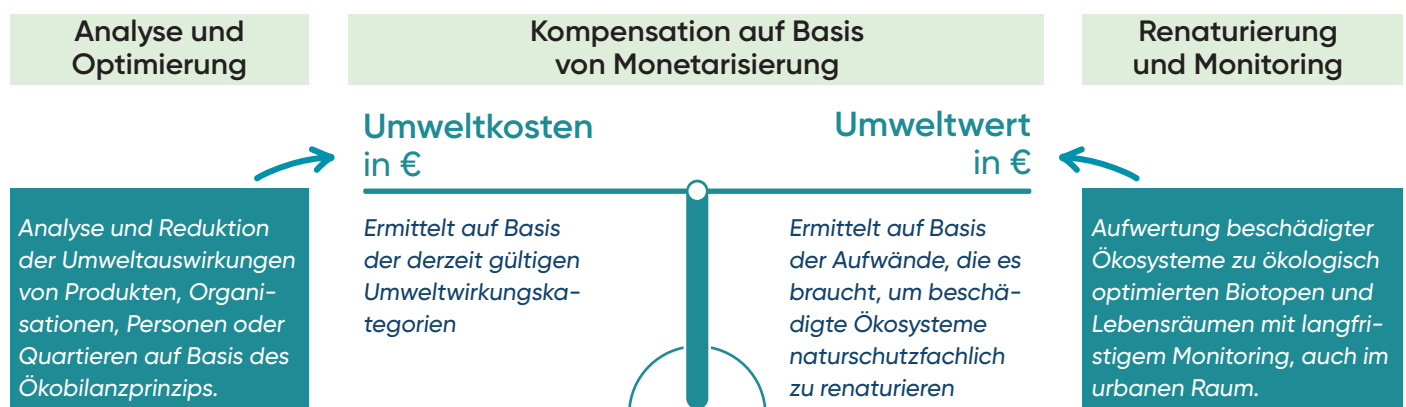 Analyse und
Optimierung
Kompensation auf Basis
von Monetarisierung
Renaturierung
und Monitoring
Umweltkosten
in €
Umweltwert
in €
Analyse und Reduktion
der Umweltauswirkungen
von Produkten, Organi-
sationen, Personen oder
Quartieren auf Basis des
Ökobilanzprinzips.
Ermittelt auf Basis
der derzeit gültigen
Umweltwirkungska-
tegorien
Ermittelt auf Basis
der Aufwände, die es
braucht, um beschä-
digte Ökosysteme
naturschutzfachlich
zu renaturieren
Aufwertung beschädigter
Ökosysteme zu ökologisch
optimierten Biotopen und
Lebensräumen mit langfri-
stigem Monitoring, auch im
urbanen Raum.